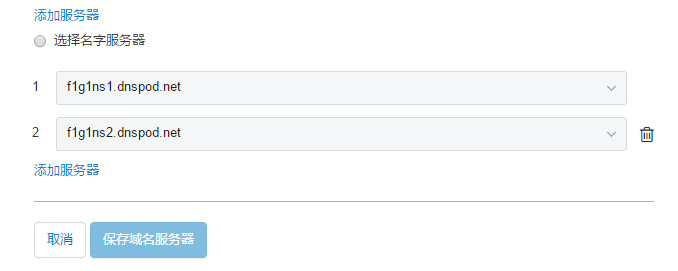 添加服务器
选择名字服务器
1 f1g1ns1.dnspod.net
2 f1g1ns2.dnspod.net
添加服务器
取消 保存域名服务器